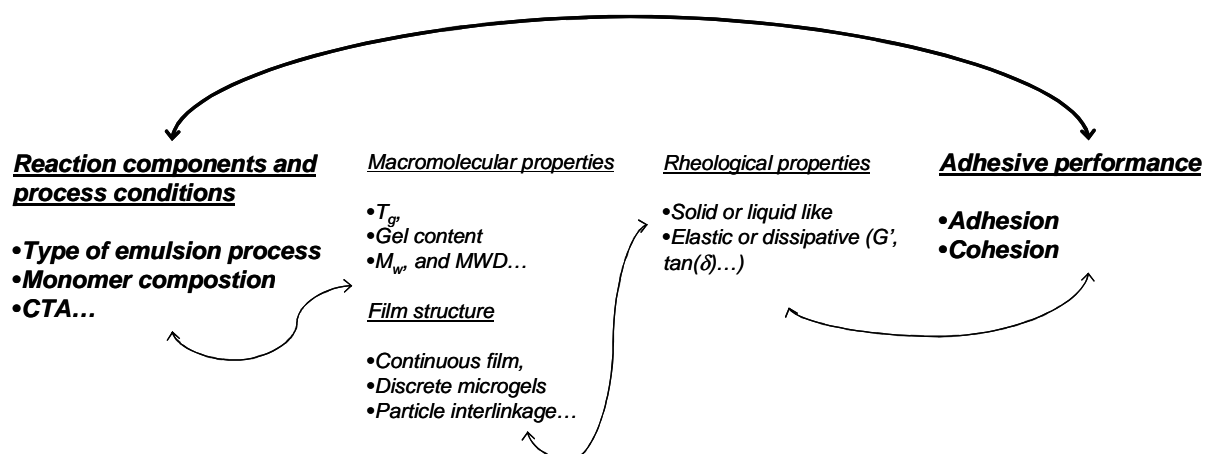 Reaction components and
process conditions
•Type of emulsion process
•Monomer compostion
•CTA…
Macromolecular properties
•Tg,
•Gel content
•Mw, and MWD…
Film structure
•Continuous film,
•Discrete microgels
•Particle interlinkage…
Rheological properties
•Solid or liquid like
•Elastic or dissipative (G’,
tan(δ)…)
Adhesive performance
•Adhesion
•Cohesion